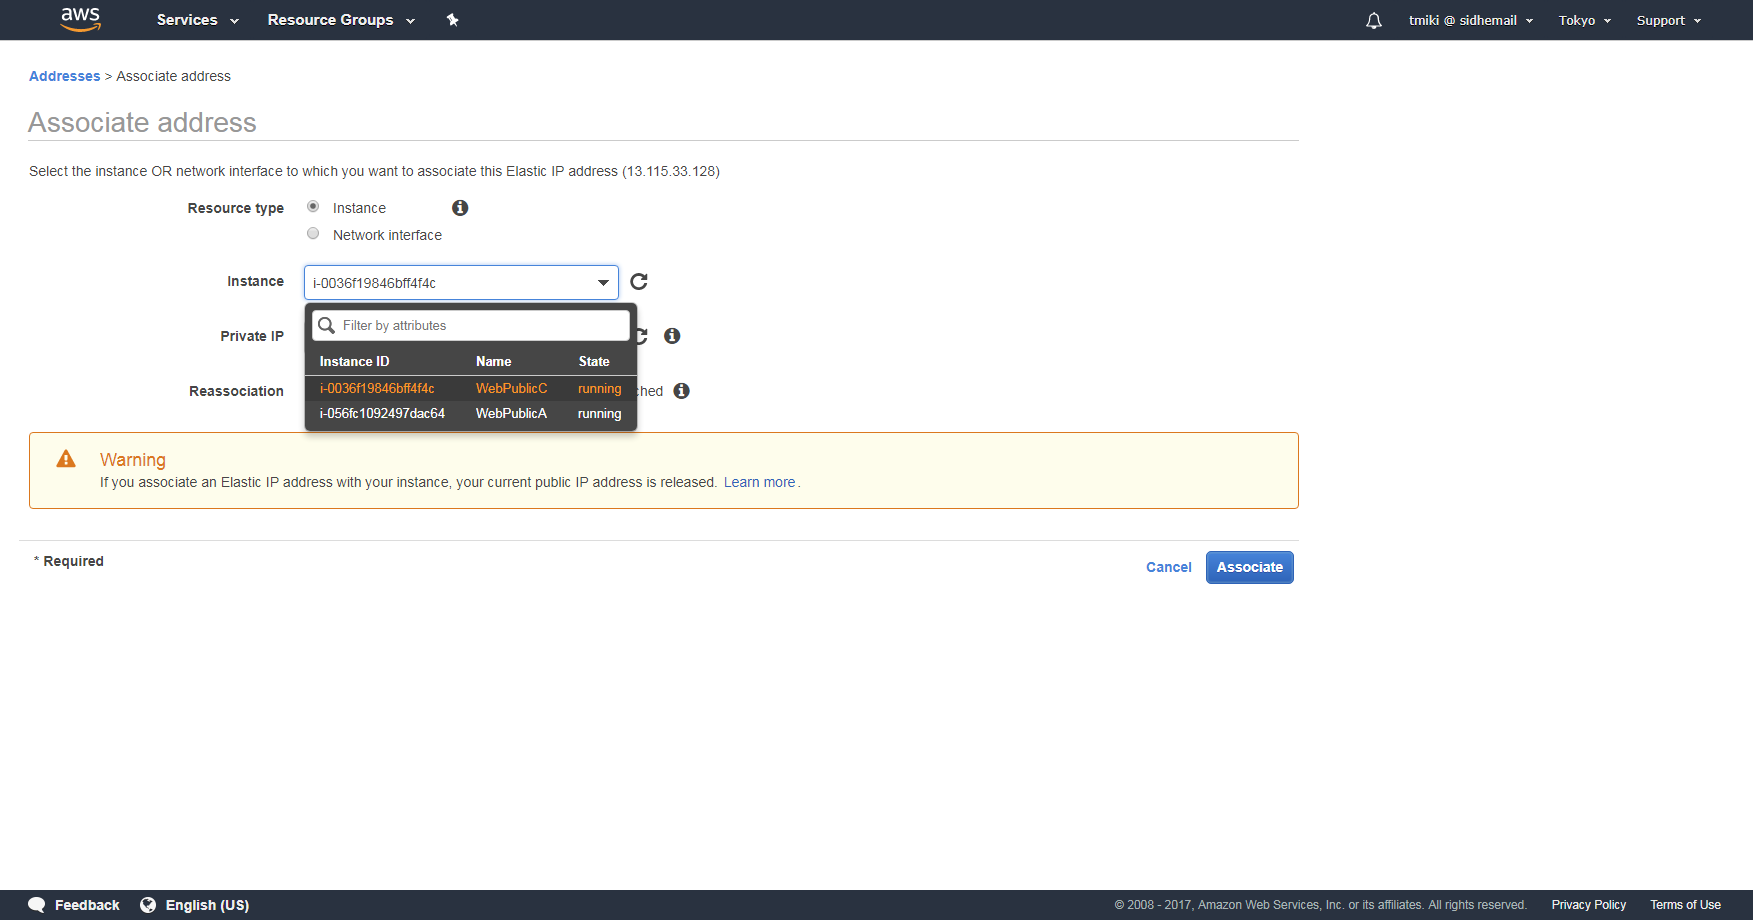 aws Services Resource Groups tmiki @ sidhemail Tokyo Support
Addresses > Associate address
Associate address
Select the instance OR network interface to which you want to associate this Elastic IP address (13.115.33.128)
Resource type Instance
Network interface
Instance i-0036f19846bff4f4c
Private IP Filter by attributes
Instance ID Name State
i-0036f19846bff4f4c WebPublicC running
Reassociation ched
i-056fc1092497dac64 WebPublicA running
Warning
If you associate an Elastic IP address with your instance, your current public IP address is released. Learn more.
* Required
Cancel Associate
Feedback English (US) © 2008 - 2017, Amazon Web Services, Inc. or its affiliates. All rights reserved. Privacy Policy Terms of Use